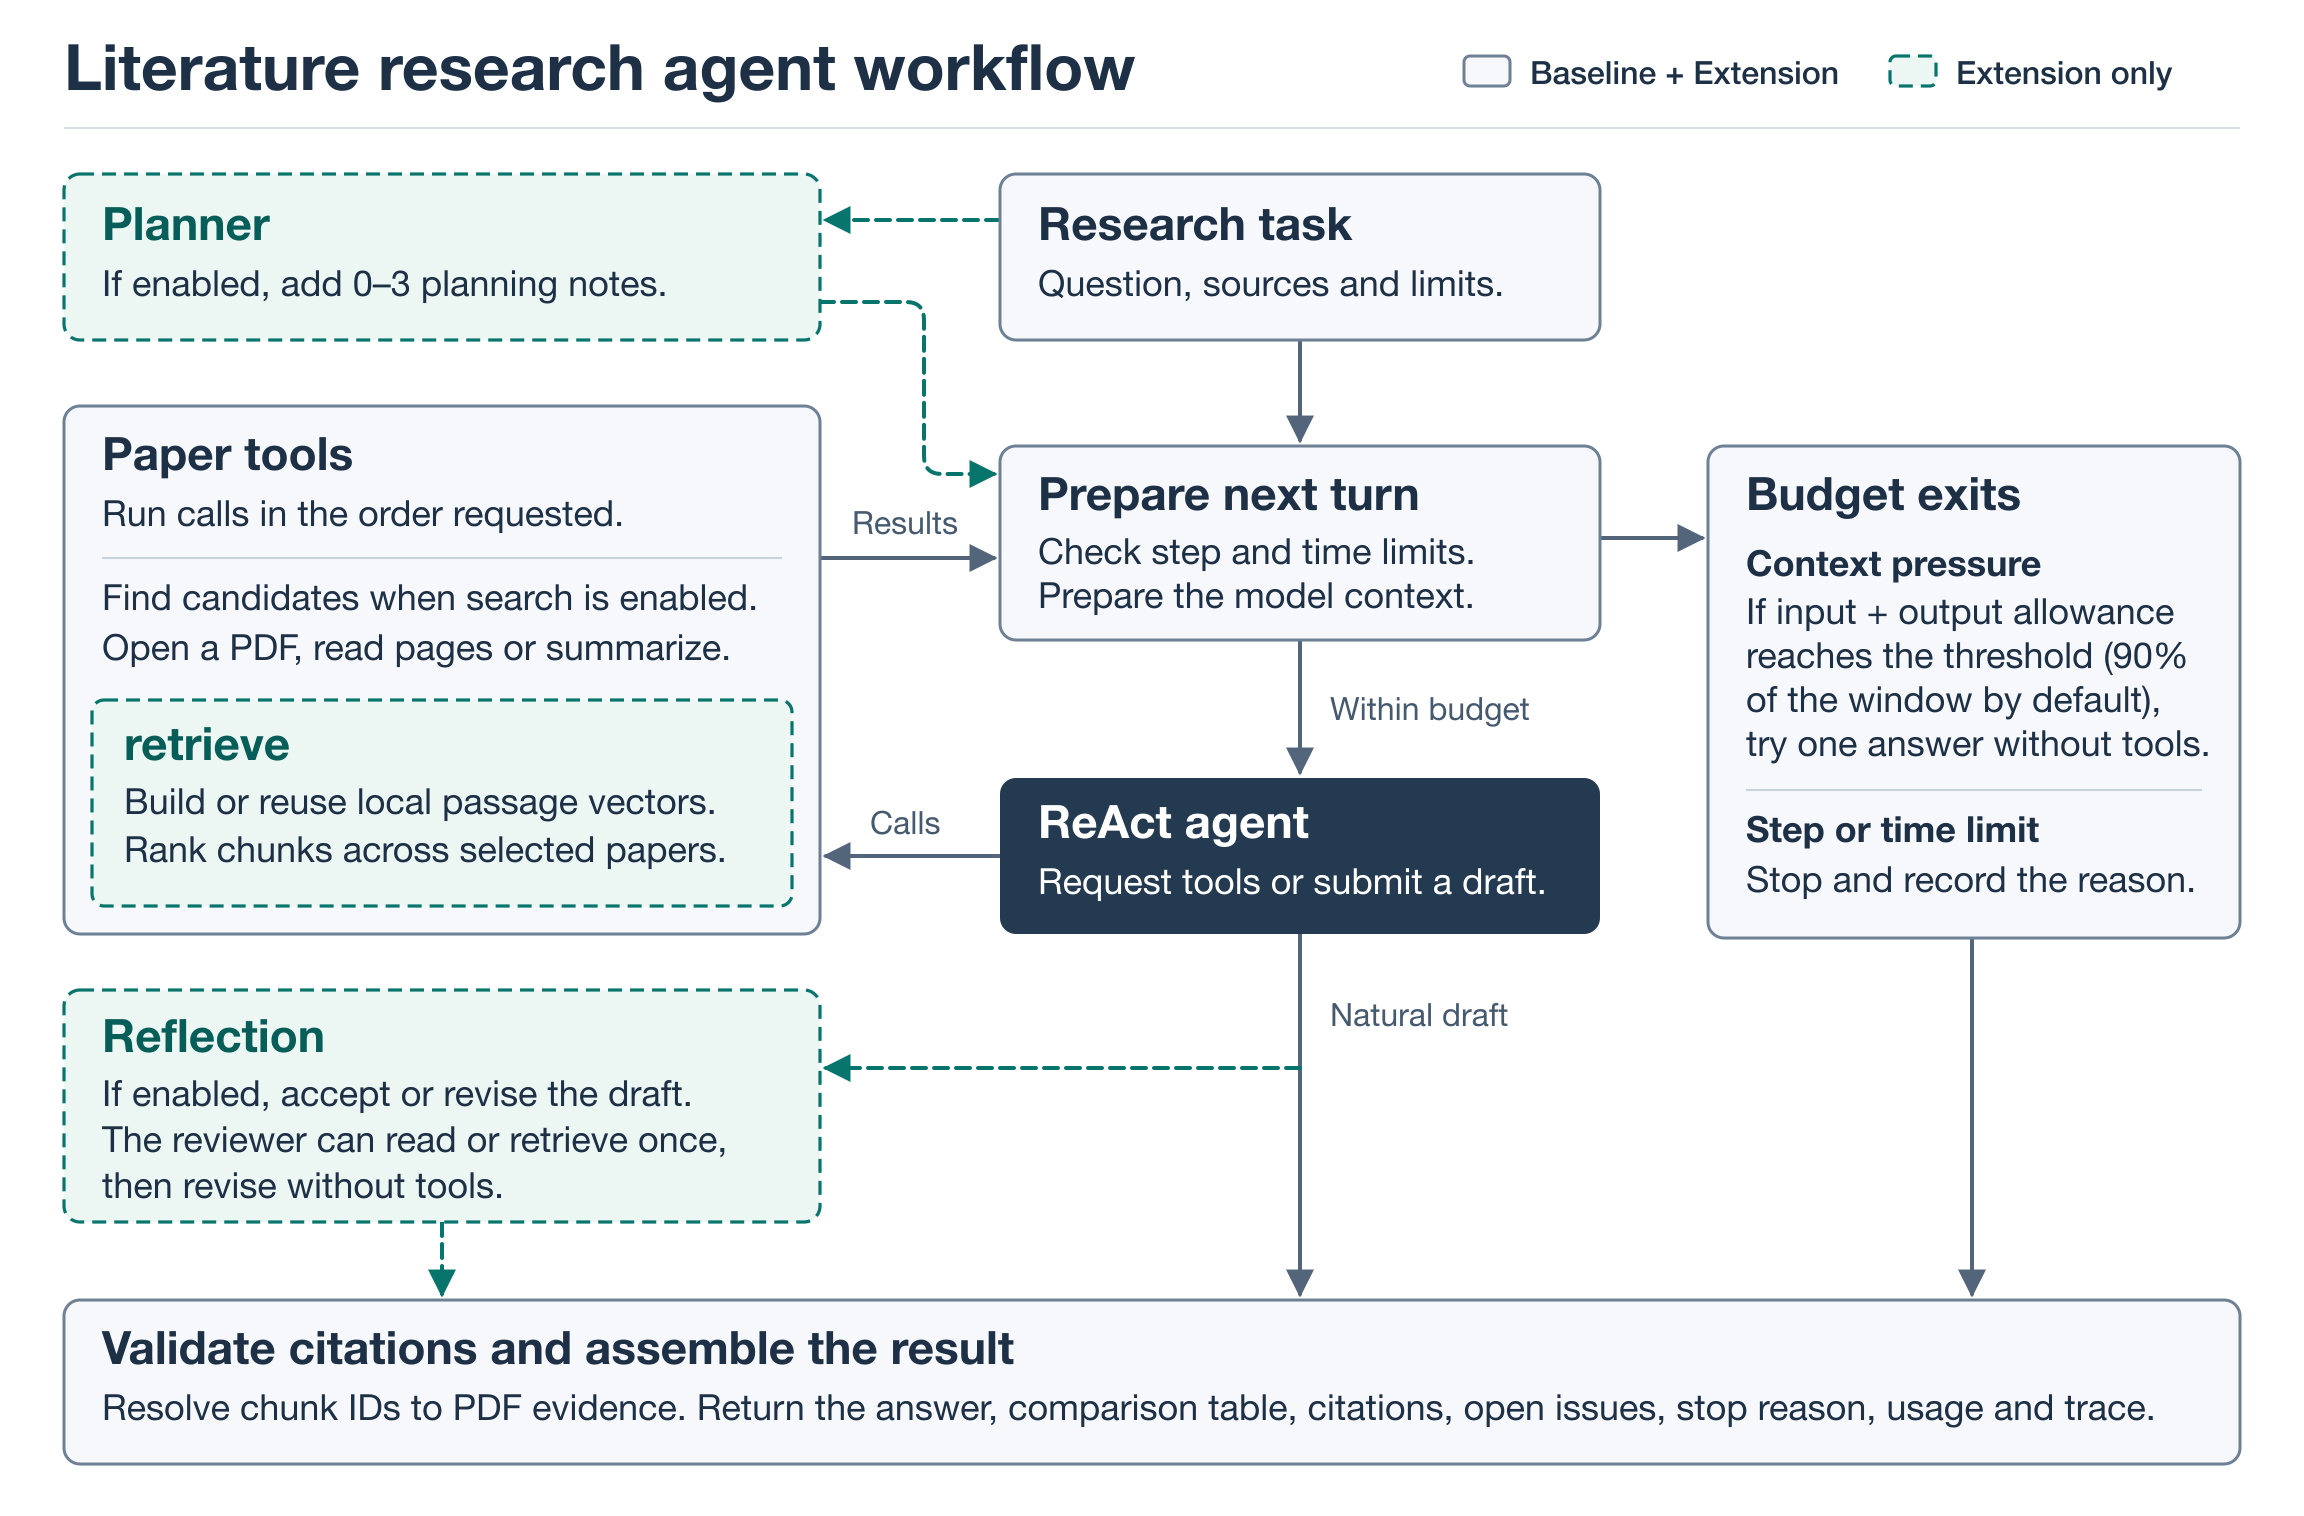 Literature research agent workflow
Baseline + Extension
Extension only
Planner
If enabled, add 0–3 planning notes.
Research task
Question, sources and limits.
Paper tools
Run calls in the order requested.
Find candidates when search is enabled.
Open a PDF, read pages or summarize.
retrieve
Build or reuse local passage vectors.
Rank chunks across selected papers.
Results
Prepare next turn
Check step and time limits.
Prepare the model context.
Budget exits
Context pressure
If input + output allowance
reaches the threshold (90%
of the window by default),
try one answer without tools.
Step or time limit
Stop and record the reason.
Within budget
Calls
ReAct agent
Request tools or submit a draft.
Natural draft
Reflection
If enabled, accept or revise the draft.
The reviewer can read or retrieve once,
then revise without tools.
Validate citations and assemble the result
Resolve chunk IDs to PDF evidence. Return the answer, comparison table, citations, open issues, stop reason, usage and trace.